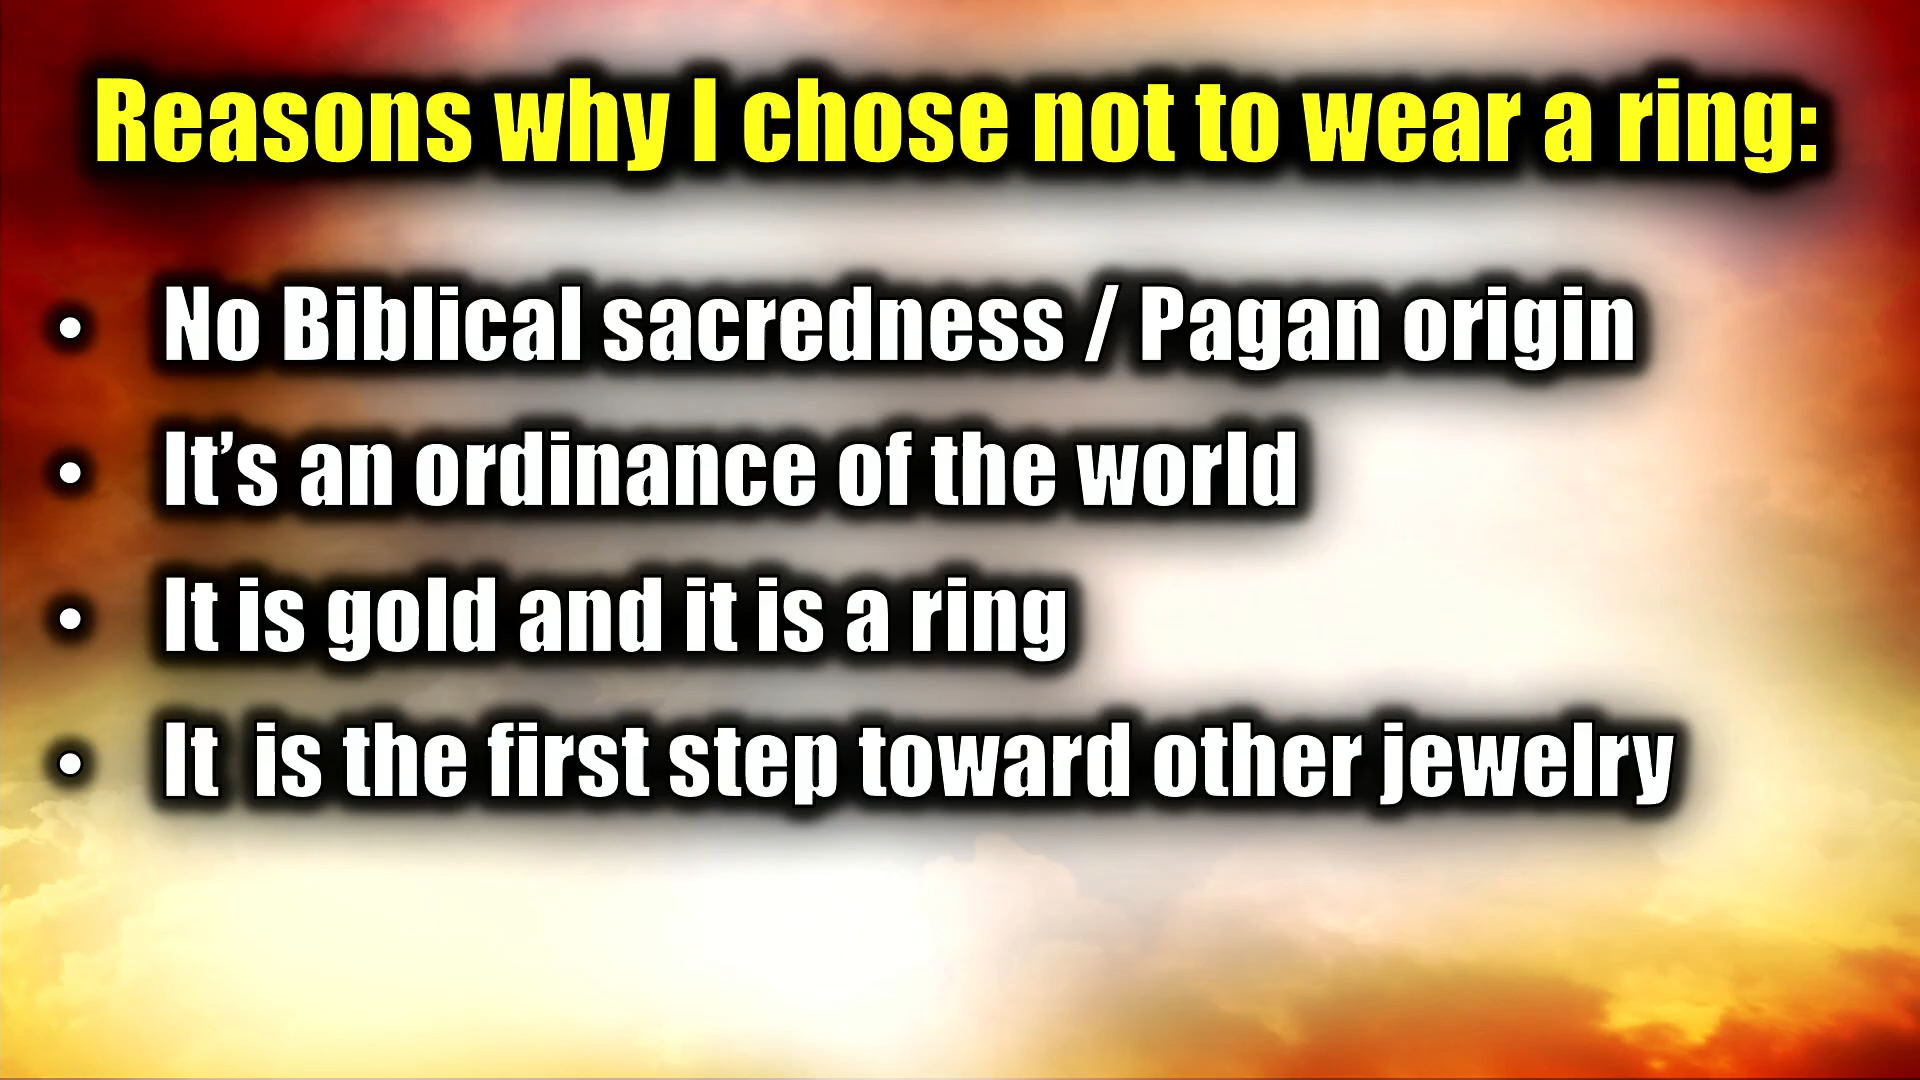 Reasons why I chose not to wear a ring:
• No Biblical sacredness / Pagan origin
• It’s an ordinance of the world
• It is gold and it is a ring
• It  is the first step toward other jewelry